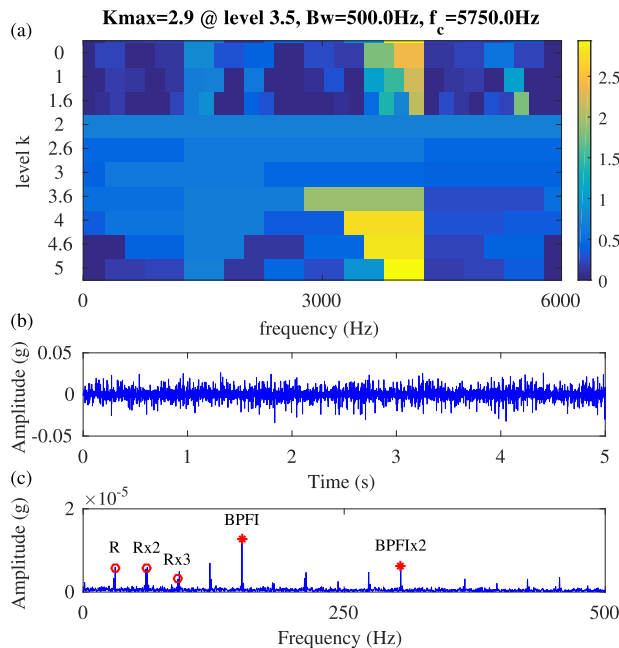 Kmax=2.9 @ level 3.5, Bw=500.0Hz, f_c=5750.0Hz
(a)
level k
0
1
1.6
2
2.6
3
3.6
4
4.6
5
0 3000 6000
frequency (Hz)
2.5
2
1.5
1
0.5
0
(b)
Amplitude (g)
0.05
0
-0.05
0 1 2 3 4 5
Time (s)
(c)
×10^-5
Amplitude (g)
2
0
R
Rx2
Rx3
BPFI
BPFIx2
0 250 500
Frequency (Hz)